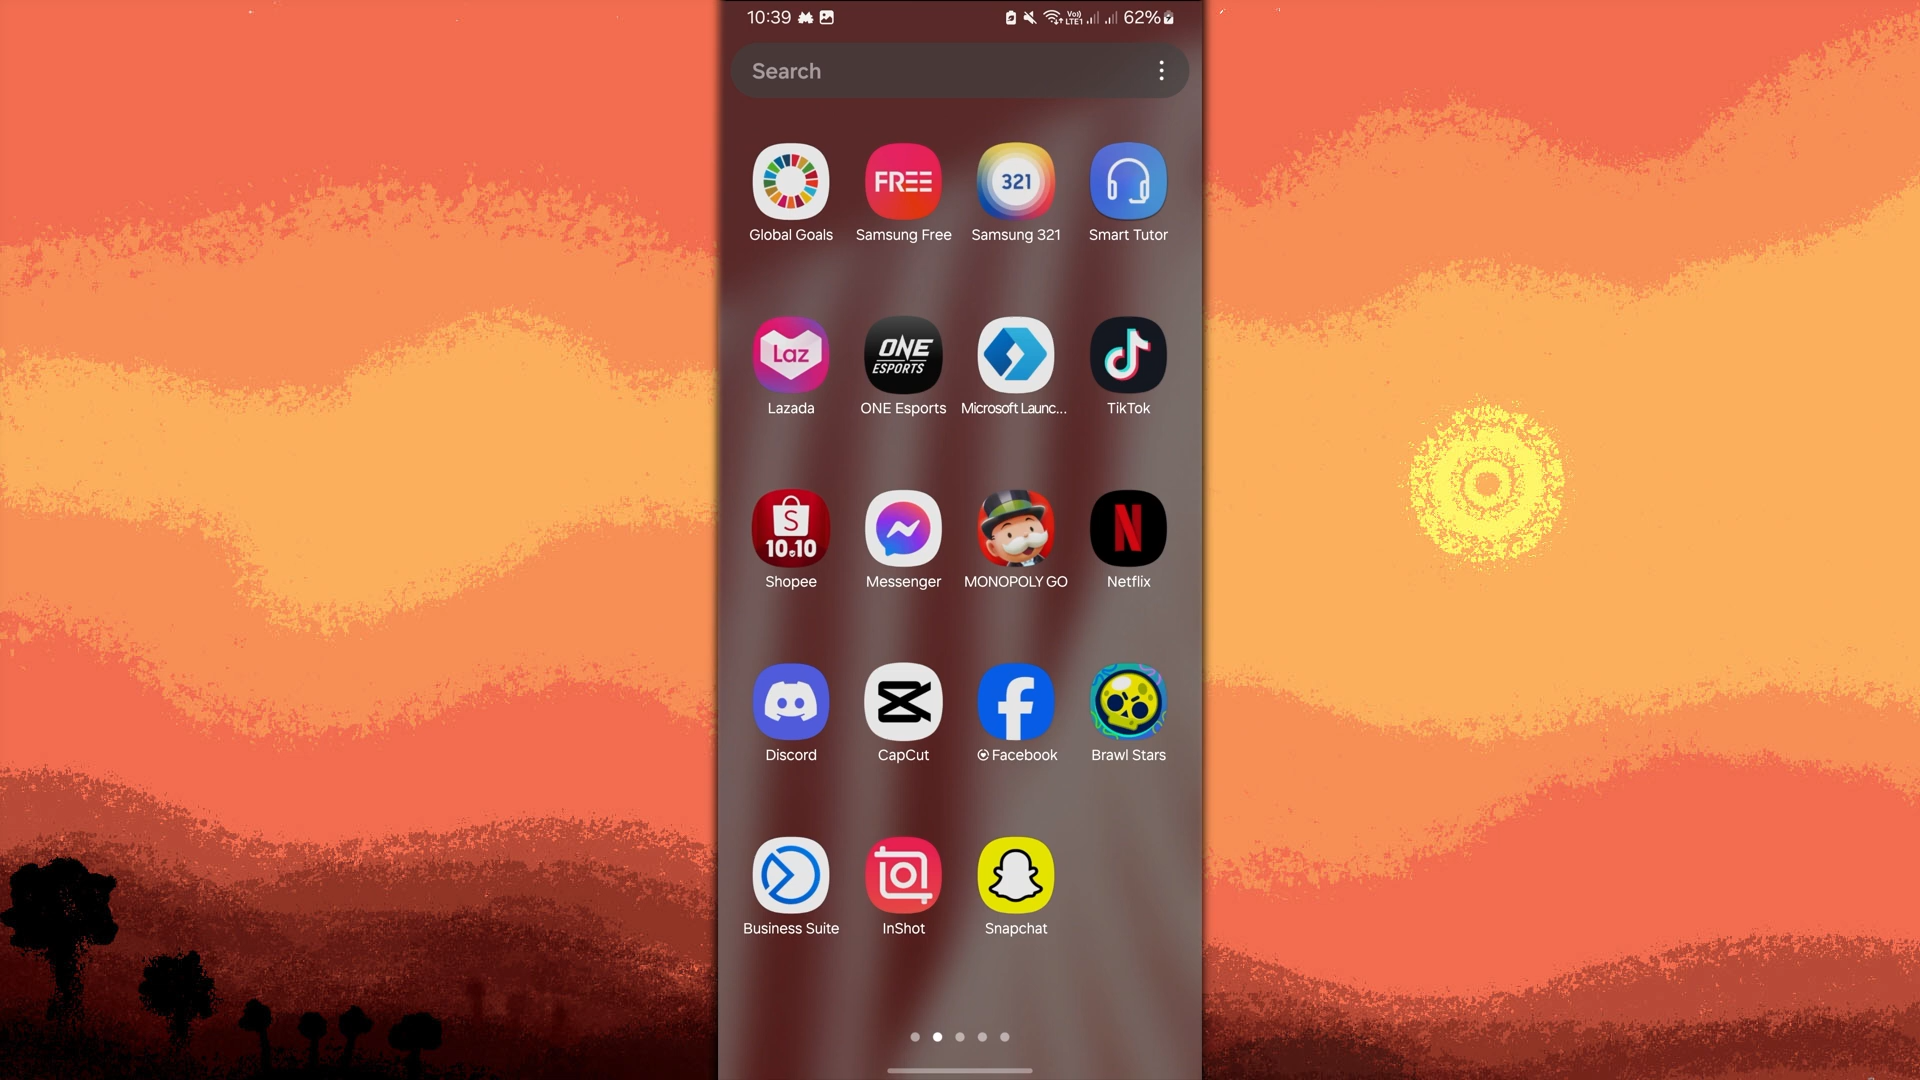 10:39 Vo) LTE1 62%
Search
FREE 321
Global Goals Samsung Free Samsung 321 Smart Tutor
Laz ONE ESPORTS
Lazada ONE Esports Microsoft Launc... TikTok
S 10.10 N
Shopee Messenger MONOPOLY GO Netflix
Discord CapCut Facebook Brawl Stars
Business Suite InShot Snapchat